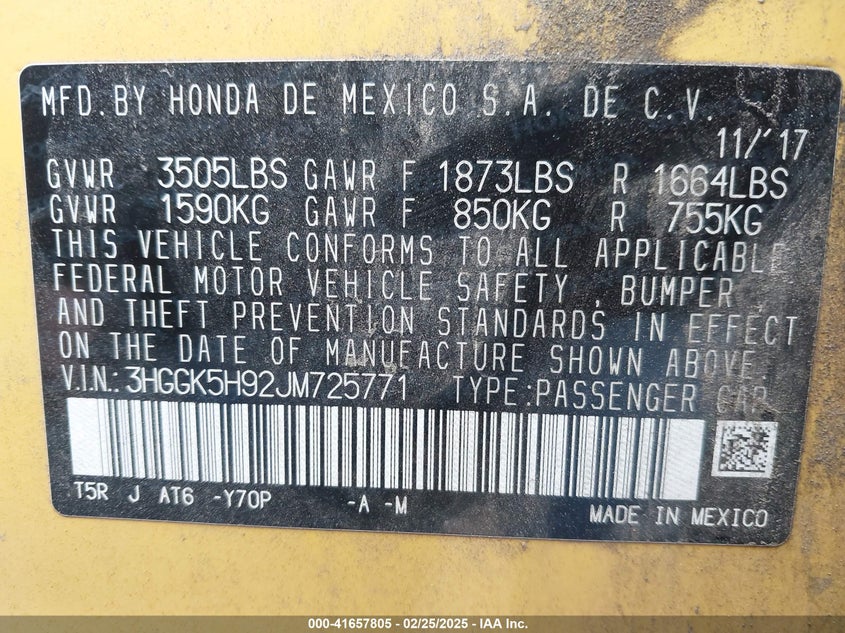 MFD.BY HONDA DE MEXICO S.A. DE C.V.
11/'17
GVWR 3505LBS GAWR F 1873LBS R 1664LBS
GVWR 1590KG GAWR F 850KG R 755KG
THIS VEHICLE CONFORMS TO ALL APPLICABLE
FEDERAL MOTOR VEHICLE SAFETY, BUMPER,
AND THEFT PREVENTION STANDARDS IN EFFECT
ON THE DATE OF MANUFACTURE SHOWN ABOVE.
V.I.N.: 3HGGK5H92JM725771 TYPE:PASSENGER CAR
T5R J AT6 -Y70P -A -M
MADE IN MEXICO
000-41657805 - 02/25/2025 - IAA Inc.